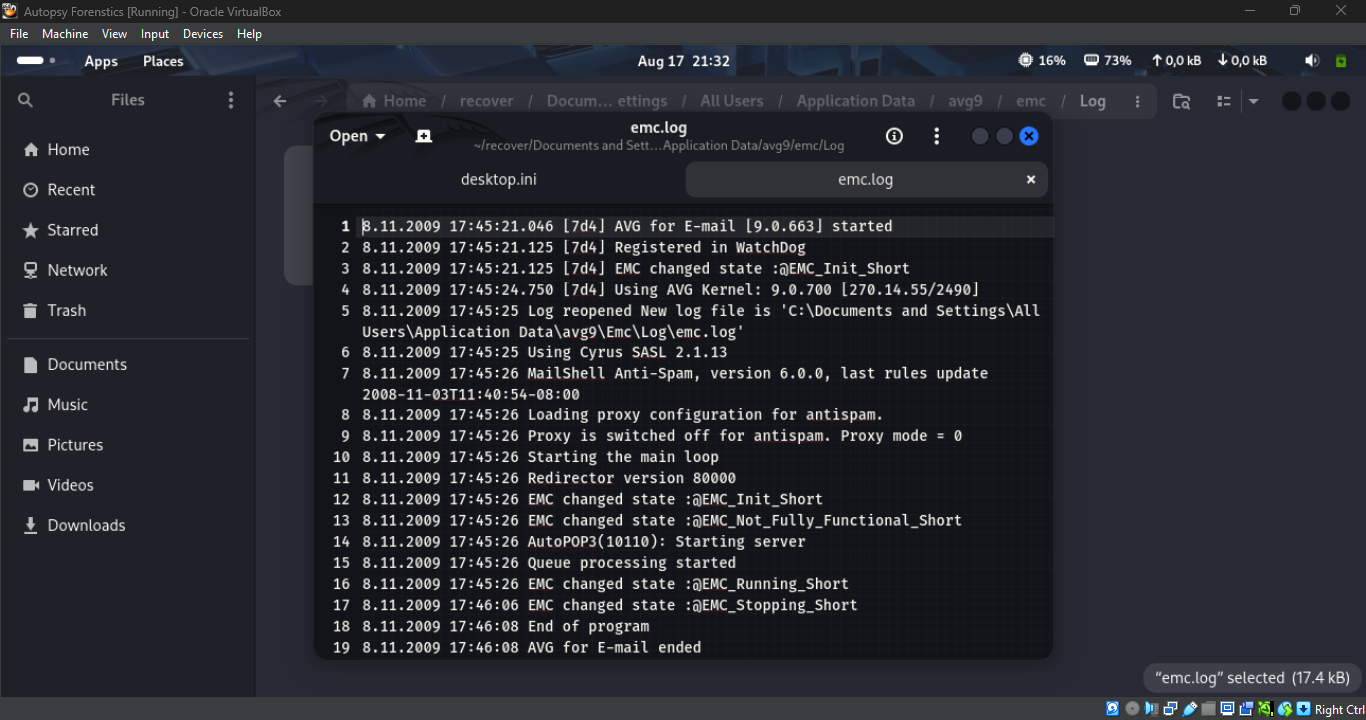 Autopsy Forenstics [Running] - Oracle VirtualBox
File Machine View Input Devices Help
Apps Places Aug 17 21:32 16% 73% 0,0 kB 0,0 kB
Files
Home / recover / Docum… ettings / All Users / Application Data / avg9 / emc / Log
Home
Recent
Starred
Network
Trash
Documents
Music
Pictures
Videos
Downloads
Open
emc.log
~/recover/Documents and Sett…Application Data/avg9/emc/Log
desktop.ini emc.log
1 8.11.2009 17:45:21.046 [7d4] AVG for E-mail [9.0.663] started
2 8.11.2009 17:45:21.125 [7d4] Registered in WatchDog
3 8.11.2009 17:45:21.125 [7d4] EMC changed state :@EMC_Init_Short
4 8.11.2009 17:45:24.750 [7d4] Using AVG Kernel: 9.0.700 [270.14.55/2490]
5 8.11.2009 17:45:25 Log reopened New log file is 'C:\Documents and Settings\All
Users\Application Data\avg9\Emc\Log\emc.log'
6 8.11.2009 17:45:25 Using Cyrus SASL 2.1.13
7 8.11.2009 17:45:26 MailShell Anti-Spam, version 6.0.0, last rules update
2008-11-03T11:40:54-08:00
8 8.11.2009 17:45:26 Loading proxy configuration for antispam.
9 8.11.2009 17:45:26 Proxy is switched off for antispam. Proxy mode = 0
10 8.11.2009 17:45:26 Starting the main loop
11 8.11.2009 17:45:26 Redirector version 80000
12 8.11.2009 17:45:26 EMC changed state :@EMC_Init_Short
13 8.11.2009 17:45:26 EMC changed state :@EMC_Not_Fully_Functional_Short
14 8.11.2009 17:45:26 AutoPOP3(10110): Starting server
15 8.11.2009 17:45:26 Queue processing started
16 8.11.2009 17:45:26 EMC changed state :@EMC_Running_Short
17 8.11.2009 17:46:06 EMC changed state :@EMC_Stopping_Short
18 8.11.2009 17:46:08 End of program
19 8.11.2009 17:46:08 AVG for E-mail ended
“emc.log” selected (17.4 kB)
Right Ctrl